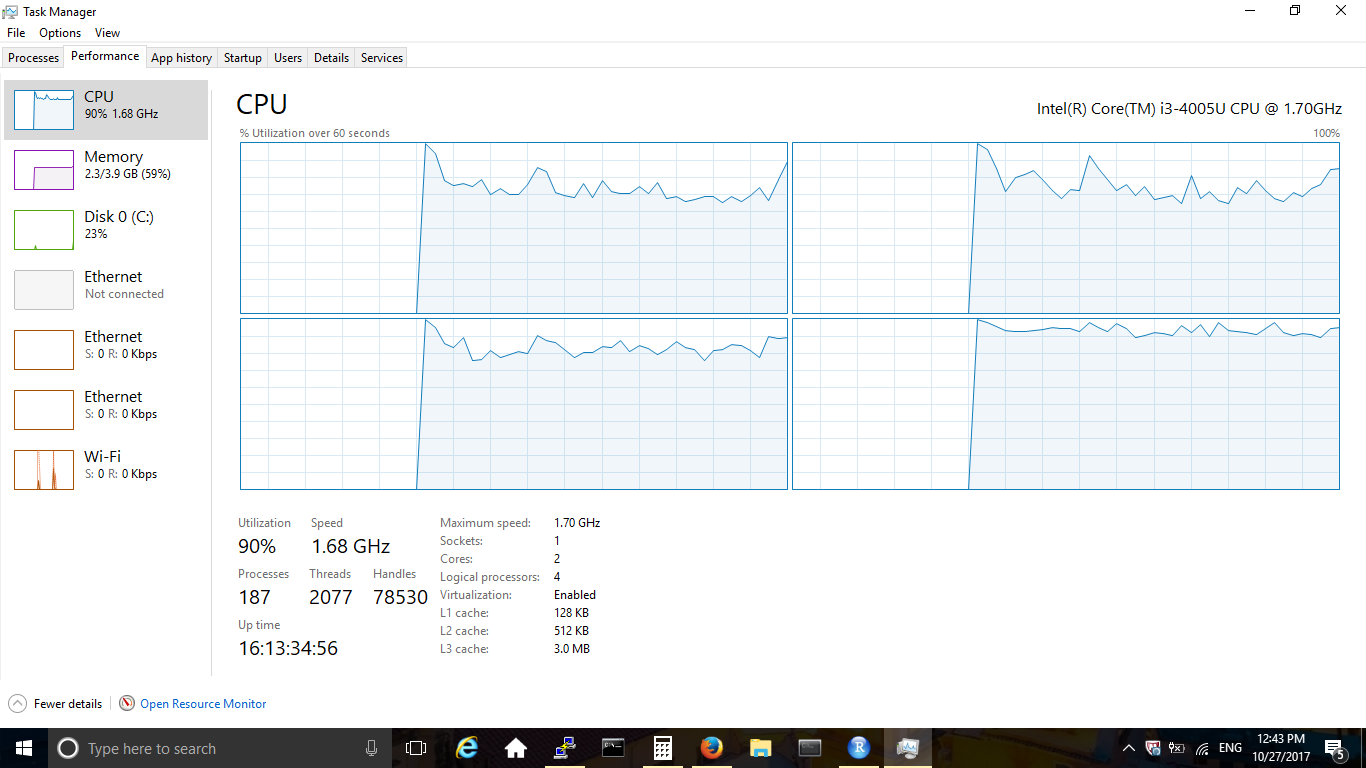 Task Manager
File Options View
Processes Performance App history Startup Users Details Services
CPU
90% 1.68 GHz
Memory
2.3/3.9 GB (59%)
Disk 0 (C:)
23%
Ethernet
Not connected
Ethernet
S: 0 R: 0 Kbps
Ethernet
S: 0 R: 0 Kbps
Wi-Fi
S: 0 R: 0 Kbps
CPU
Intel(R) Core(TM) i3-4005U CPU @ 1.70GHz
% Utilization over 60 seconds
100%
Utilization Speed
90% 1.68 GHz
Processes Threads Handles
187 2077 78530
Up time
16:13:34:56
Maximum speed: 1.70 GHz
Sockets: 1
Cores: 2
Logical processors: 4
Virtualization: Enabled
L1 cache: 128 KB
L2 cache: 512 KB
L3 cache: 3.0 MB
Fewer details
Open Resource Monitor
Type here to search
R
ENG
12:43 PM
10/27/2017
5